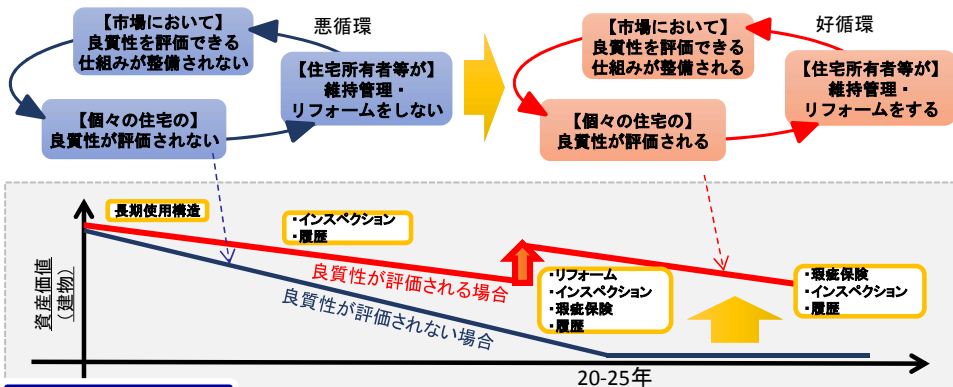 【市場において】
良質性を評価できる
仕組みが整備されない
悪循環
【住宅所有者等が】
維持管理・
リフォームをしない
【個々の住宅の】
良質性が評価されない
【市場において】
良質性を評価できる
仕組みが整備される
好循環
【住宅所有者等が】
維持管理・
リフォームをする
【個々の住宅の】
良質性が評価される
資産価値
（建物）
長期使用構造
・インスペクション
・履歴
良質性が評価される場合
良質性が評価されない場合
・リフォーム
・インスペクション
・瑕疵保険
・履歴
・瑕疵保険
・インスペクション
・履歴
20-25年